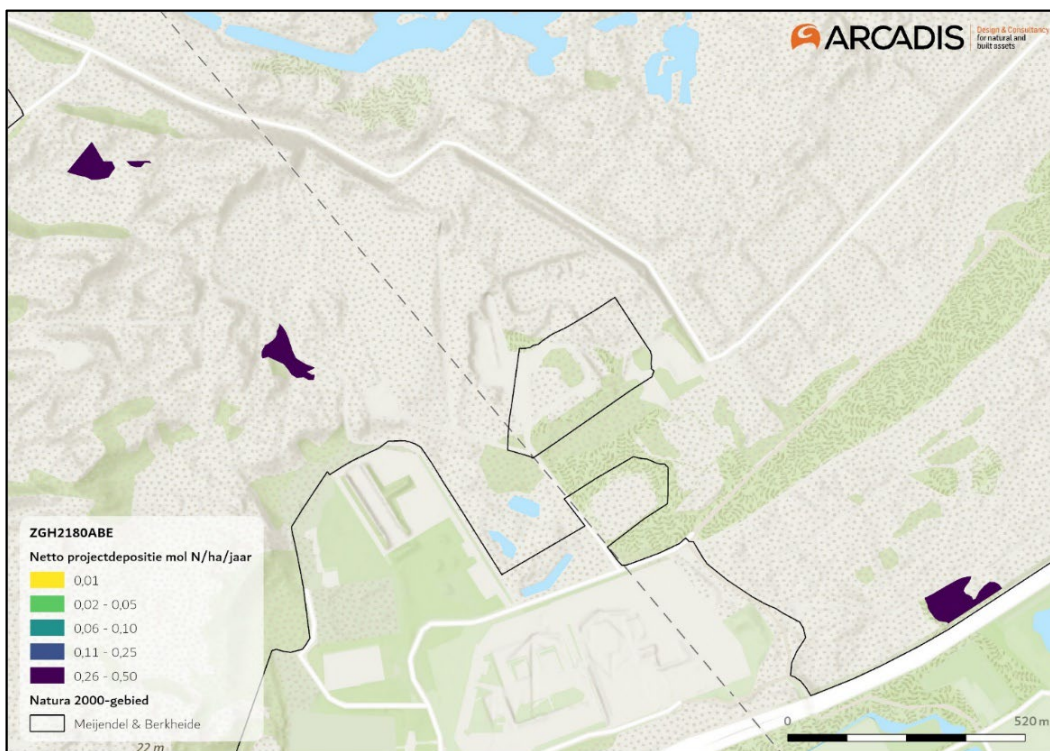 ARCADIS
Design & Consultancy
for natural and
built assets
ZGH2180ABE
Netto projectdepositie mol N/ha/jaar
0,01
0,02 - 0,05
0,06 - 0,10
0,11 - 0,25
0,26 - 0,50
Natura 2000-gebied
Meijendel & Berkheide
22 m
0
520 m